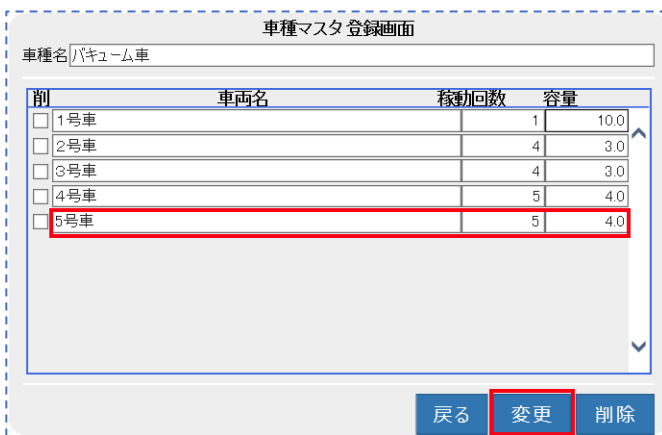 車種マスタ登録画面
車種名 バキューム車
削 車両名 稼動回数 容量
1号車 1 10.0
2号車 4 3.0
3号車 4 3.0
4号車 5 4.0
5号車 5 4.0
戻る 変更 削除